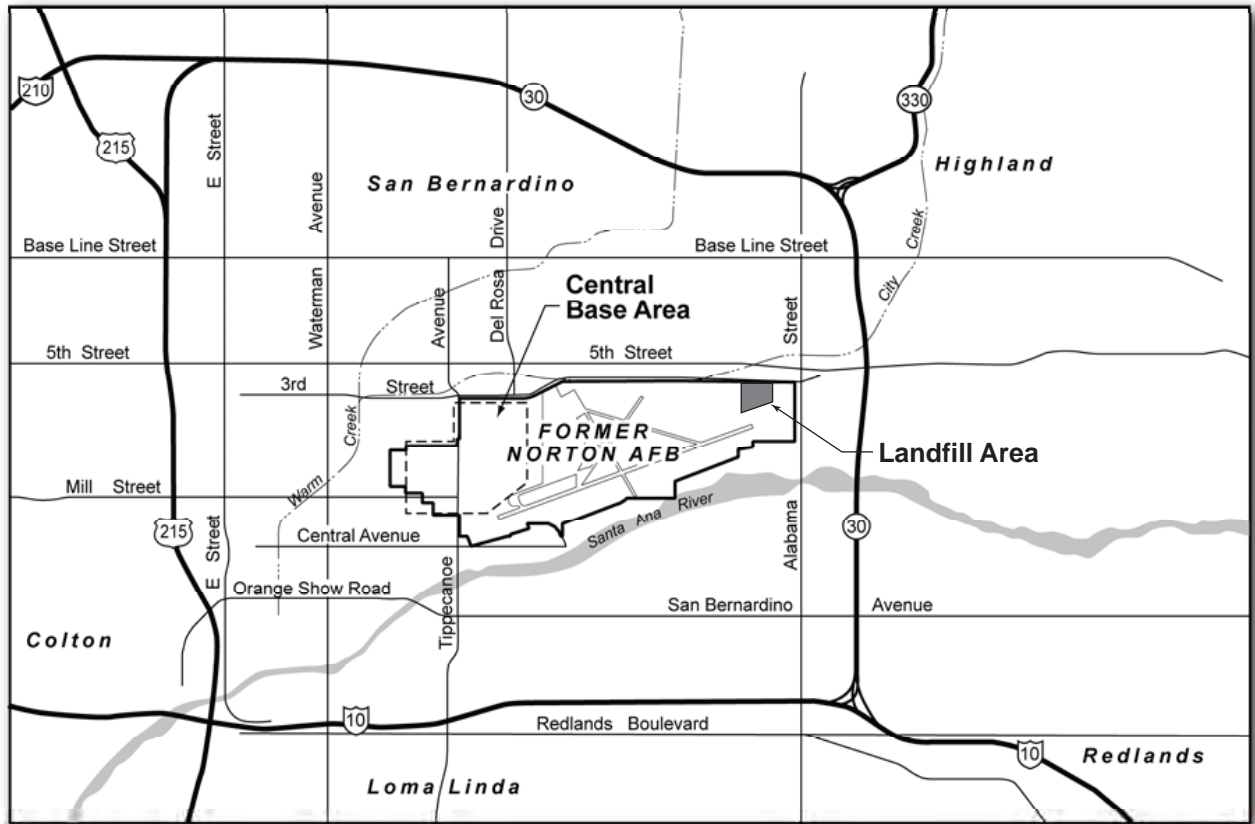 210
215
E Street
Waterman Avenue
San Bernardino
Del Rosa Drive
30
330
Highland
Base Line Street
Base Line Street
City Creek
Central
Base Area
Avenue
Street
5th Street
5th Street
3rd Street
Warm Creek
FORMER
NORTON AFB
Landfill Area
Mill Street
215
E Street
Central Avenue
Santa Ana River
30
Alabama
Orange Show Road
San Bernardino Avenue
Tippecanoe
Colton
10
Redlands Boulevard
10
Redlands
Loma Linda